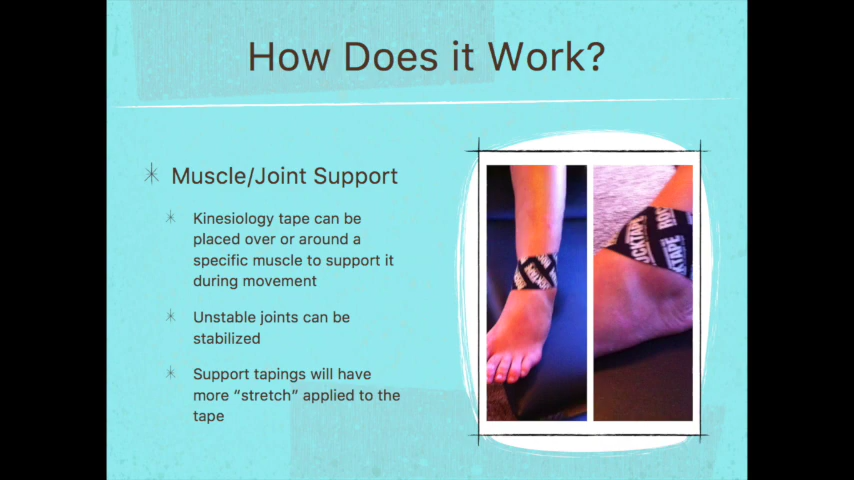 How Does it Work?
Muscle/Joint Support
Kinesiology tape can be
placed over or around a
specific muscle to support it
during movement
Unstable joints can be
stabilized
Support tapings will have
more “stretch” applied to the
tape
ROCKTAPE